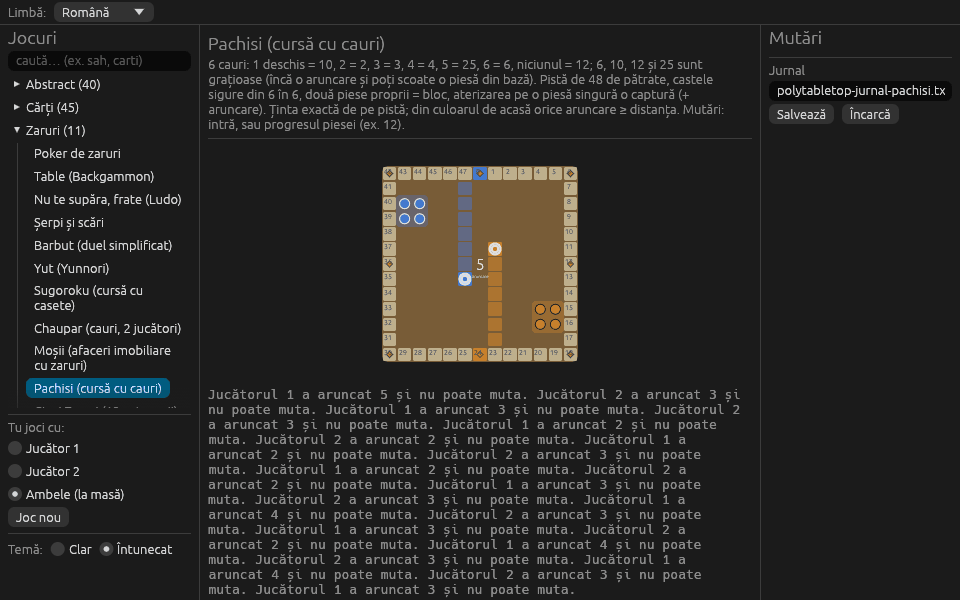 Limbă: Română
Jocuri
caută... (ex. sah, carti)
Abstract (40)
Cărți (45)
Zaruri (11)
Poker de zaruri
Table (Backgammon)
Nu te supăra, frate (Ludo)
Șerpi și scări
Barbut (duel simplificat)
Yut (Yunnori)
Sugoroku (cursă cu
casete)
Chaupar (cauri, 2 jucători)
Moșii (afaceri imobiliare
cu zaruri)
Pachisi (cursă cu cauri)
Tu joci cu:
Jucător 1
Jucător 2
Ambele (la masă)
Joc nou
Temă: Clar Întunecat
Pachisi (cursă cu cauri)
6 cauri: 1 deschis = 10, 2 = 2, 3 = 3, 4 = 4, 5 = 25, 6 = 6, niciunul = 12; 6, 10, 12 și 25 sunt
grațioase (încă o aruncare și poți scoate o piesă din bază). Pistă de 48 de pătrate, castele
sigure din 6 în 6, două piese proprii = bloc, aterizarea pe o piesă singură o captură (+
aruncare). Ținta exactă de pe pistă; din culoarul de acasă orice aruncare ≥ distanța. Mutări:
intră, sau progresul piesei (ex. 12).
43 44 45 46 47 1 2 3 4 5
41 7
40 8
39 9
38 10
37 11
35 13
34 14
33 15
32 16
31 17
29 28 27 26 25 23 22 21 20 19
5
Jucătorul 1 a aruncat 5 și nu poate muta. Jucătorul 2 a aruncat 3 și
nu poate muta. Jucătorul 1 a aruncat 3 și nu poate muta. Jucătorul 2
a aruncat 3 și nu poate muta. Jucătorul 1 a aruncat 2 și nu poate
muta. Jucătorul 2 a aruncat 2 și nu poate muta. Jucătorul 1 a
aruncat 2 și nu poate muta. Jucătorul 2 a aruncat 3 și nu poate
muta. Jucătorul 1 a aruncat 2 și nu poate muta. Jucătorul 2 a
aruncat 2 și nu poate muta. Jucătorul 1 a aruncat 3 și nu poate
muta. Jucătorul 2 a aruncat 3 și nu poate muta. Jucătorul 1 a
aruncat 4 și nu poate muta. Jucătorul 2 a aruncat 3 și nu poate
muta. Jucătorul 1 a aruncat 3 și nu poate muta. Jucătorul 2 a
aruncat 2 și nu poate muta. Jucătorul 1 a aruncat 4 și nu poate
muta. Jucătorul 2 a aruncat 3 și nu poate muta. Jucătorul 1 a
aruncat 4 și nu poate muta. Jucătorul 2 a aruncat 3 și nu poate
muta. Jucătorul 1 a aruncat 3 și nu poate muta.
Mutări
Jurnal
polytabletop-jurnal-pachisi.tx
Salvează Încarcă